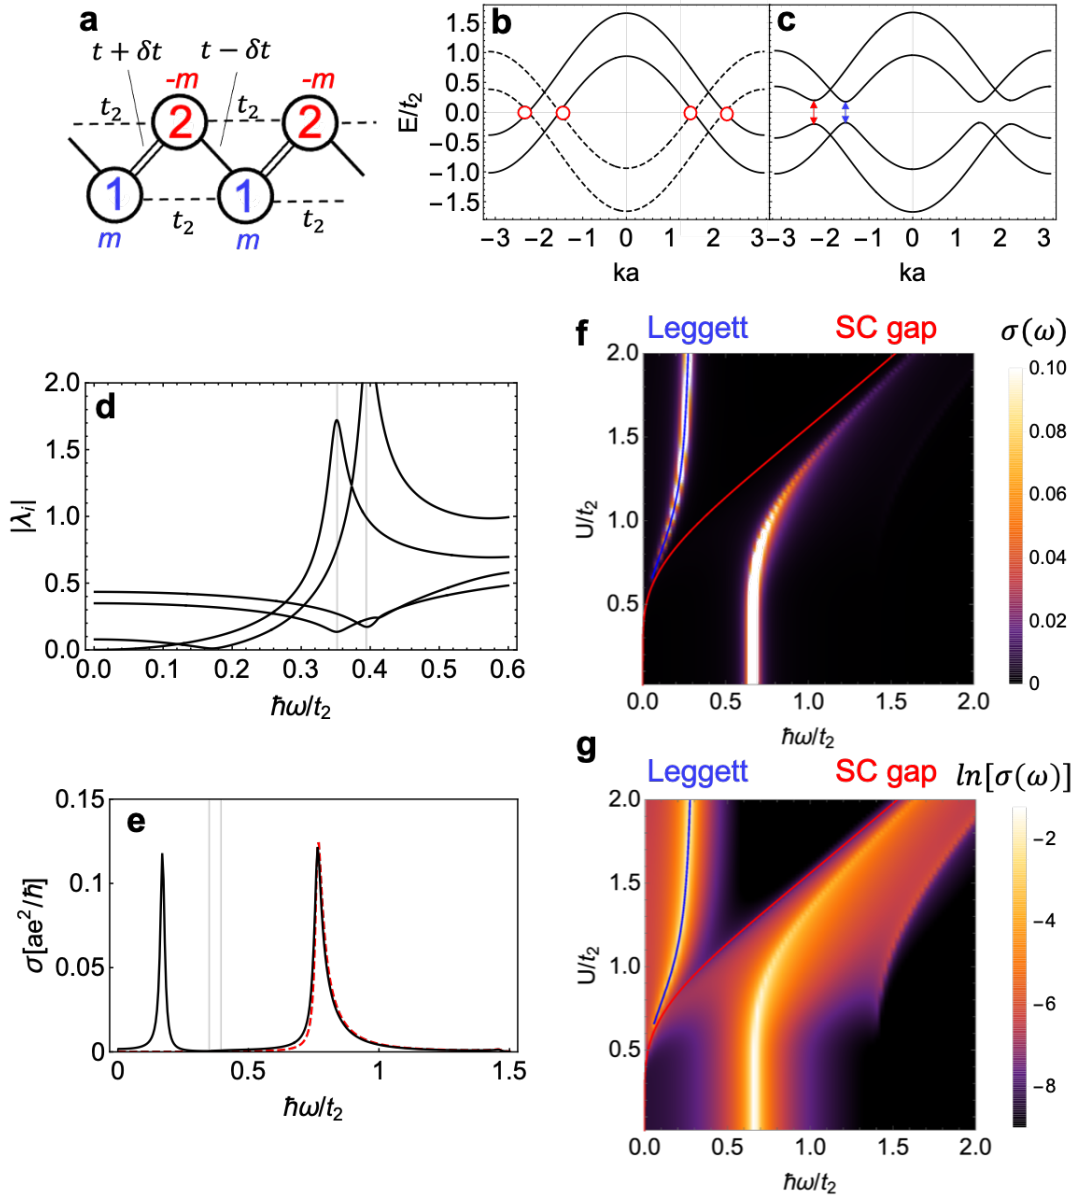 a
t + δt
t − δt
-m
-m
t₂
t₂
2
2
1
1
t₂
t₂
m
m
b
c
E/t₂
1.5
1.0
0.5
0.0
−0.5
−1.0
−1.5
−3 −2 −1 0 1 2 3
−3 −2 −1 0 1 2 3
ka
ka
d
|λᵢ|
2.0
1.5
1.0
0.5
0.0
0.0 0.1 0.2 0.3 0.4 0.5 0.6
ħω/t₂
e
σ[ae²/ħ]
0.15
0.1
0.05
0
0 0.5 1 1.5
ħω/t₂
f
Leggett
SC gap
σ(ω)
U/t₂
2.0
1.5
1.0
0.5
0.0 0.5 1.0 1.5 2.0
ħω/t₂
0.10
0.08
0.06
0.04
0.02
0
g
Leggett
SC gap
ln[σ(ω)]
U/t₂
2.0
1.5
1.0
0.5
0.0 0.5 1.0 1.5 2.0
ħω/t₂
−2
−4
−6
−8